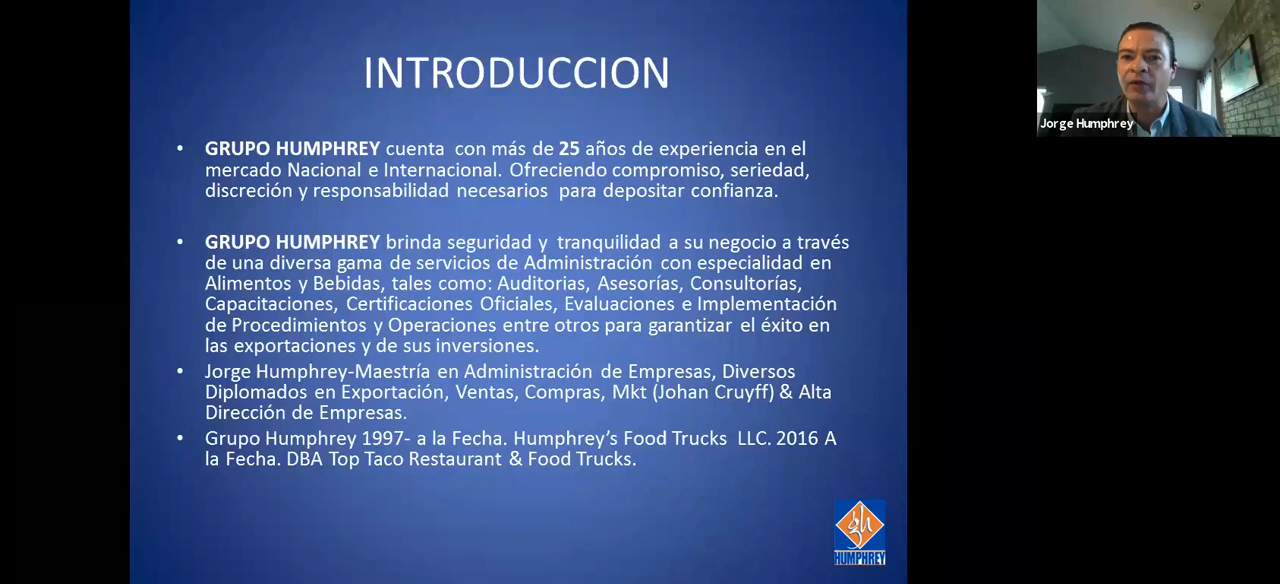 INTRODUCCION
• GRUPO HUMPHREY cuenta con más de 25 años de experiencia en el
mercado Nacional e Internacional. Ofreciendo compromiso, seriedad,
discreción y responsabilidad necesarios para depositar confianza.
• GRUPO HUMPHREY brinda seguridad y tranquilidad a su negocio a través
de una diversa gama de servicios de Administración con especialidad en
Alimentos y Bebidas, tales como: Auditorias, Asesorías, Consultorías,
Capacitaciones, Certificaciones Oficiales, Evaluaciones e Implementación
de Procedimientos y Operaciones entre otros para garantizar el éxito en
las exportaciones y de sus inversiones.
• Jorge Humphrey-Maestría en Administración de Empresas, Diversos
Diplomados en Exportación, Ventas, Compras, Mkt (Johan Cruyff) & Alta
Dirección de Empresas.
• Grupo Humphrey 1997- a la Fecha. Humphrey’s Food Trucks LLC. 2016 A
la Fecha. DBA Top Taco Restaurant & Food Trucks.
gh
HUMPHREY
Jorge Humphrey